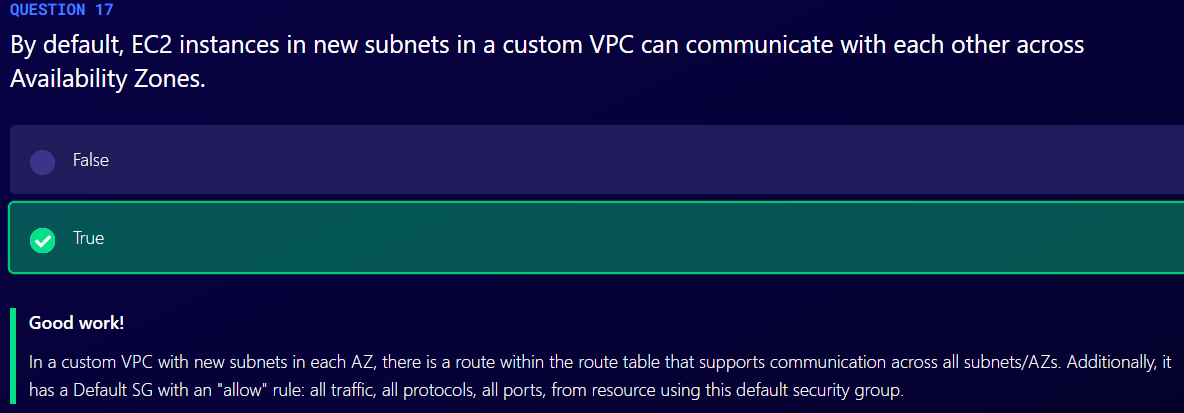 QUESTION 17
By default, EC2 instances in new subnets in a custom VPC can communicate with each other across
Availability Zones.
False
True
Good work!
In a custom VPC with new subnets in each AZ, there is a route within the route table that supports communication across all subnets/AZs. Additionally, it
has a Default SG with an "allow" rule: all traffic, all protocols, all ports, from resource using this default security group.